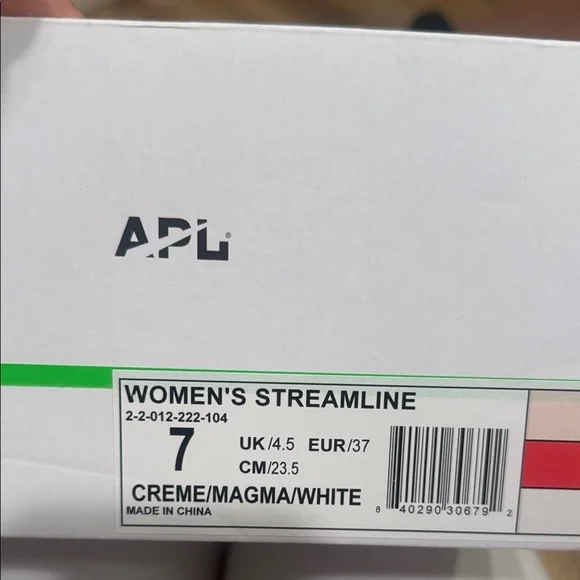 APL®
WOMEN'S STREAMLINE
2-2-012-222-104
7 UK/4.5 EUR/37
CM/23.5
CREME/MAGMA/WHITE
MADE IN CHINA
8 40290 30679 2